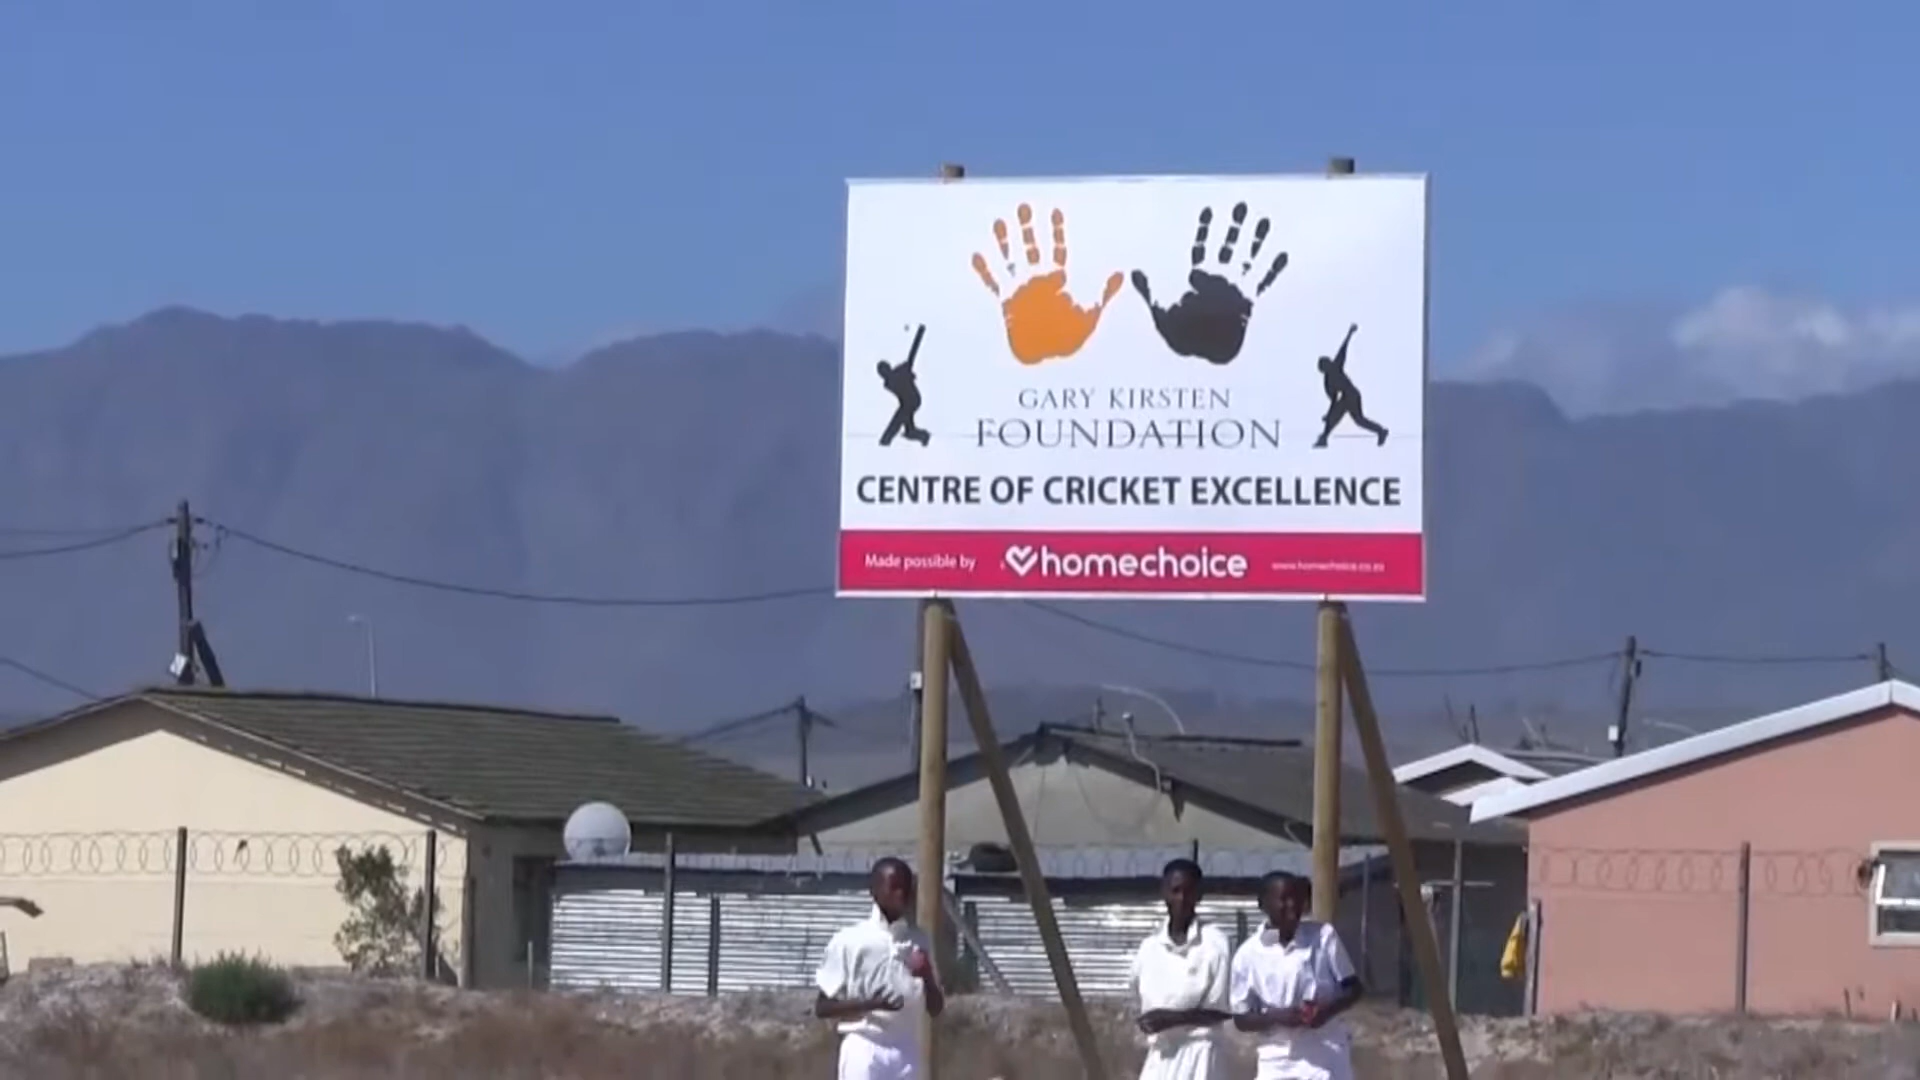 GARY KIRSTEN
FOUNDATION
CENTRE OF CRICKET EXCELLENCE
Made possible by homechoice www.homechoice.co.za